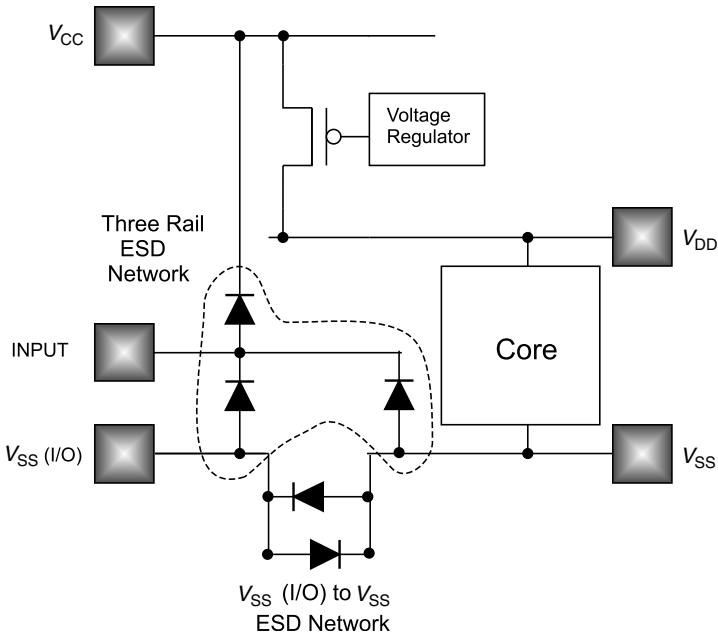 VCC
Voltage
Regulator
Three Rail
ESD
Network
VDD
INPUT
Core
VSS (I/O)
VSS
VSS (I/O) to VSS
ESD Network